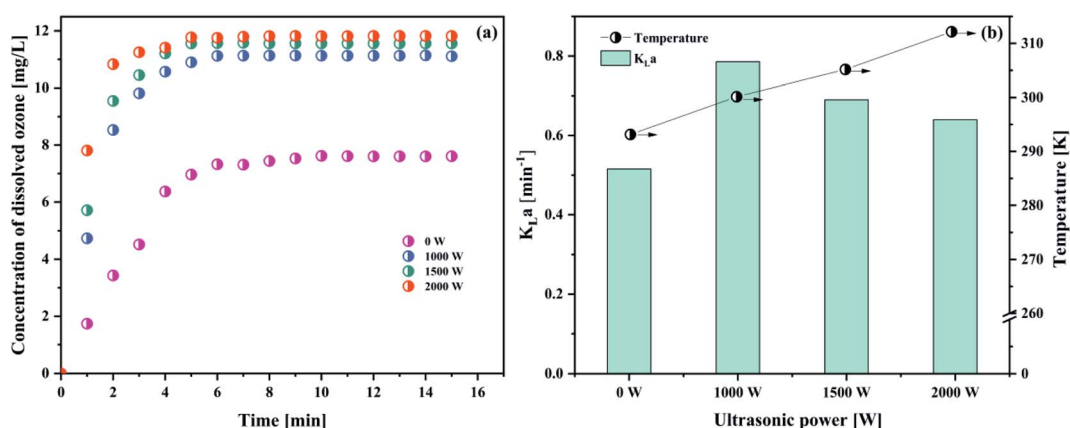 (a)
Concentration of dissolved ozone [mg/L]
12
10
8
6
4
2
0
0 W
1000 W
1500 W
2000 W
0 2 4 6 8 10 12 14 16
Time [min]
(b)
Temperature
K_La
K_La [min⁻¹]
0.8
0.6
0.4
0.2
0.0
0 W 1000 W 1500 W 2000 W
Ultrasonic power [W]
310
300
290
280
270
260
0
Temperature [K]